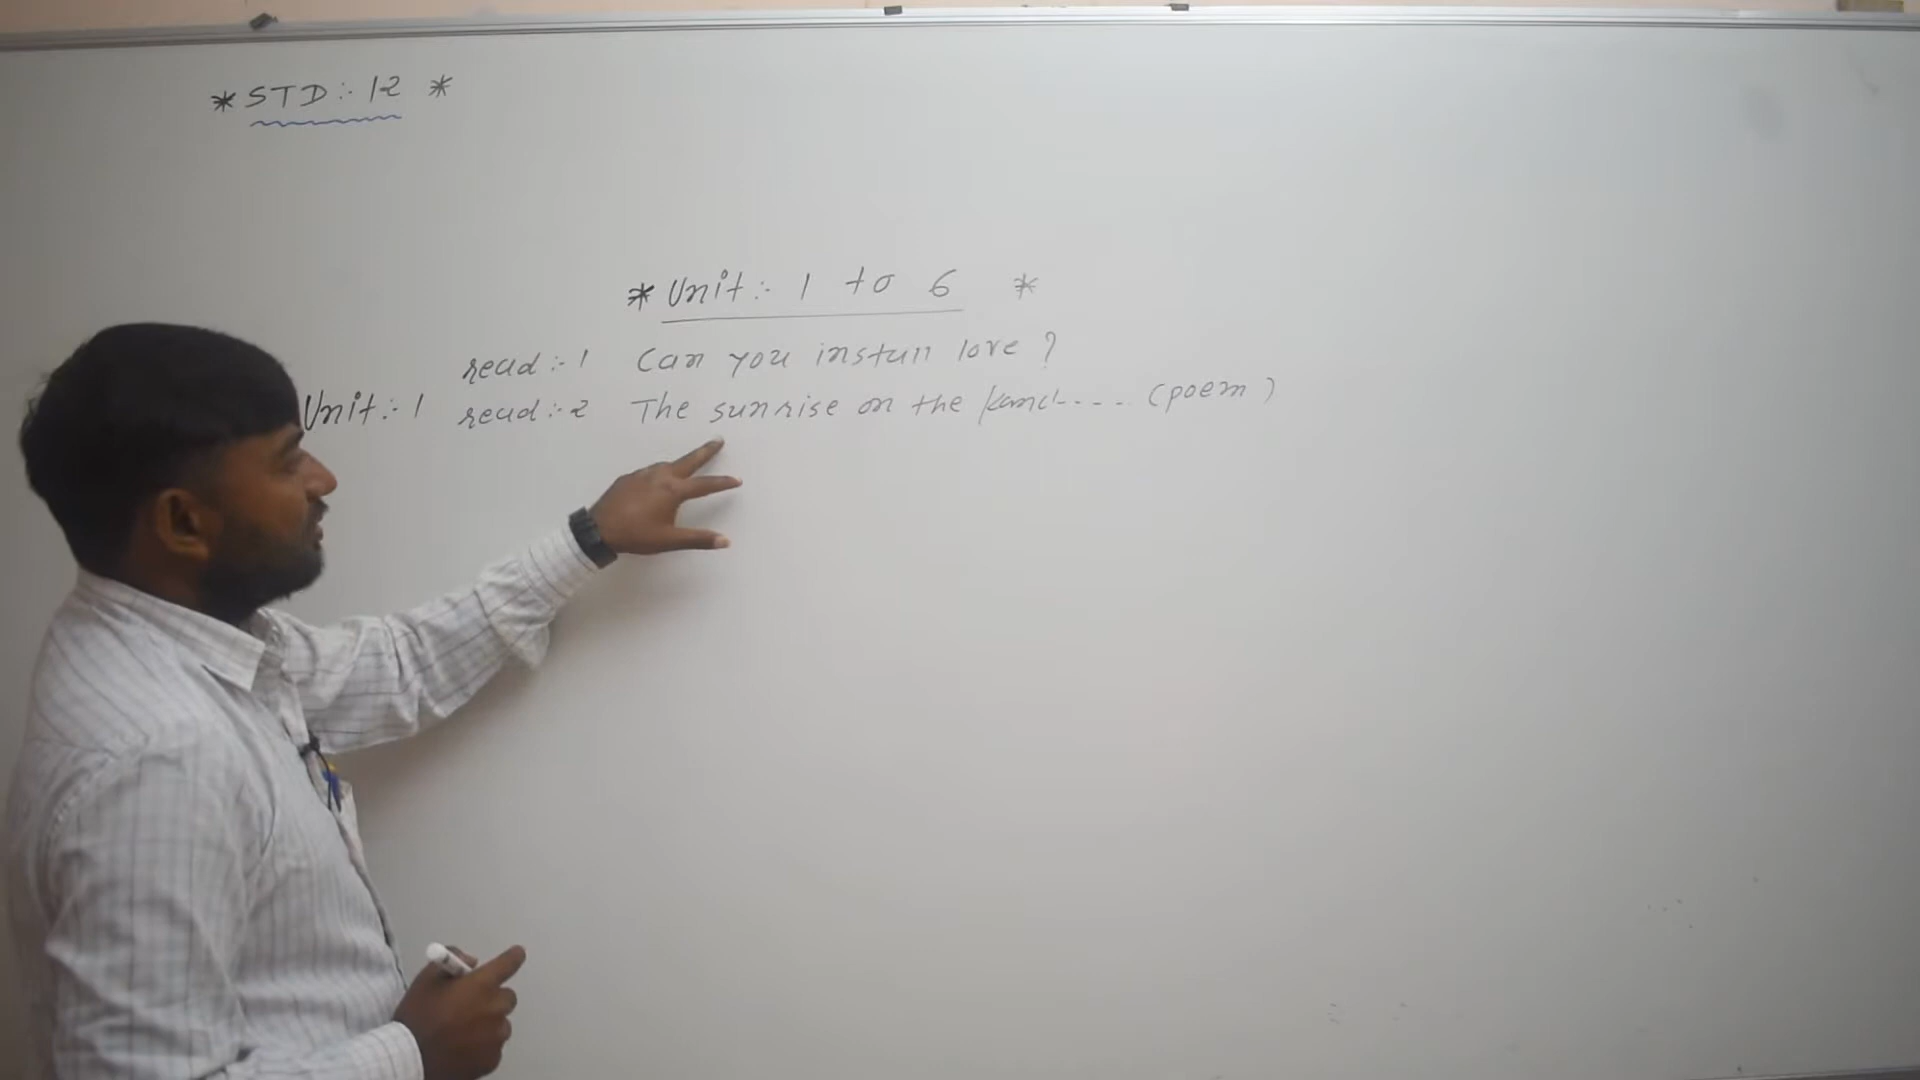 * STD :- 12 *
* Unit :- 1 to 6 *
read :- 1 Can you install love ?
Unit :- 1 read :- 2 The sunrise on the .... (poem)